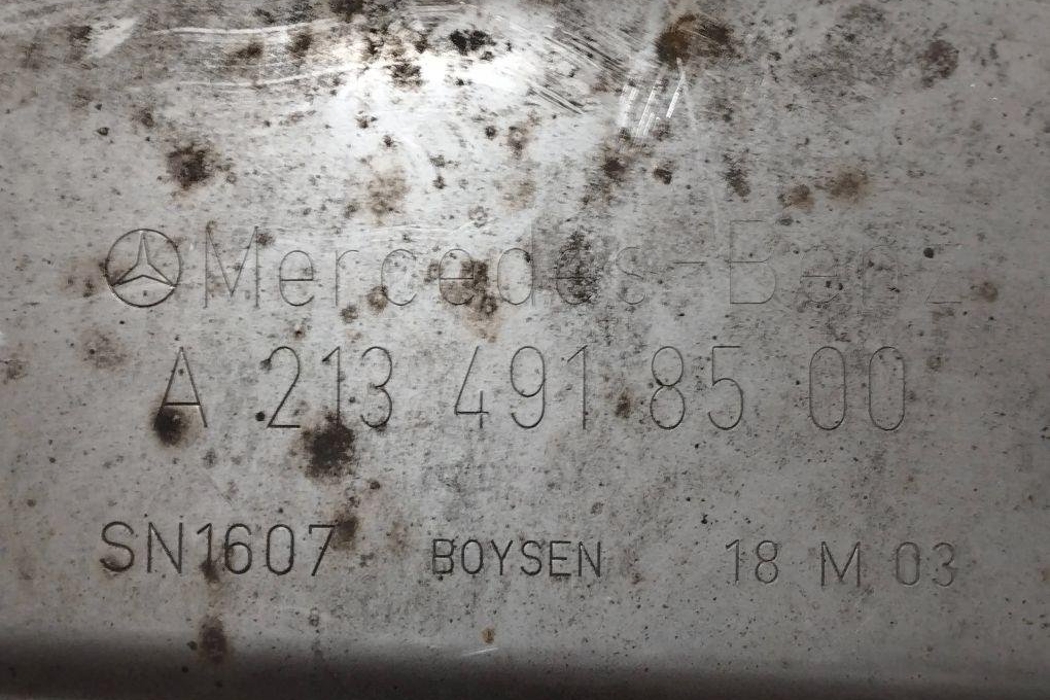 Mercedes-Benz
A 213 491 85 00
SN1607 BOYSEN 18 M 03